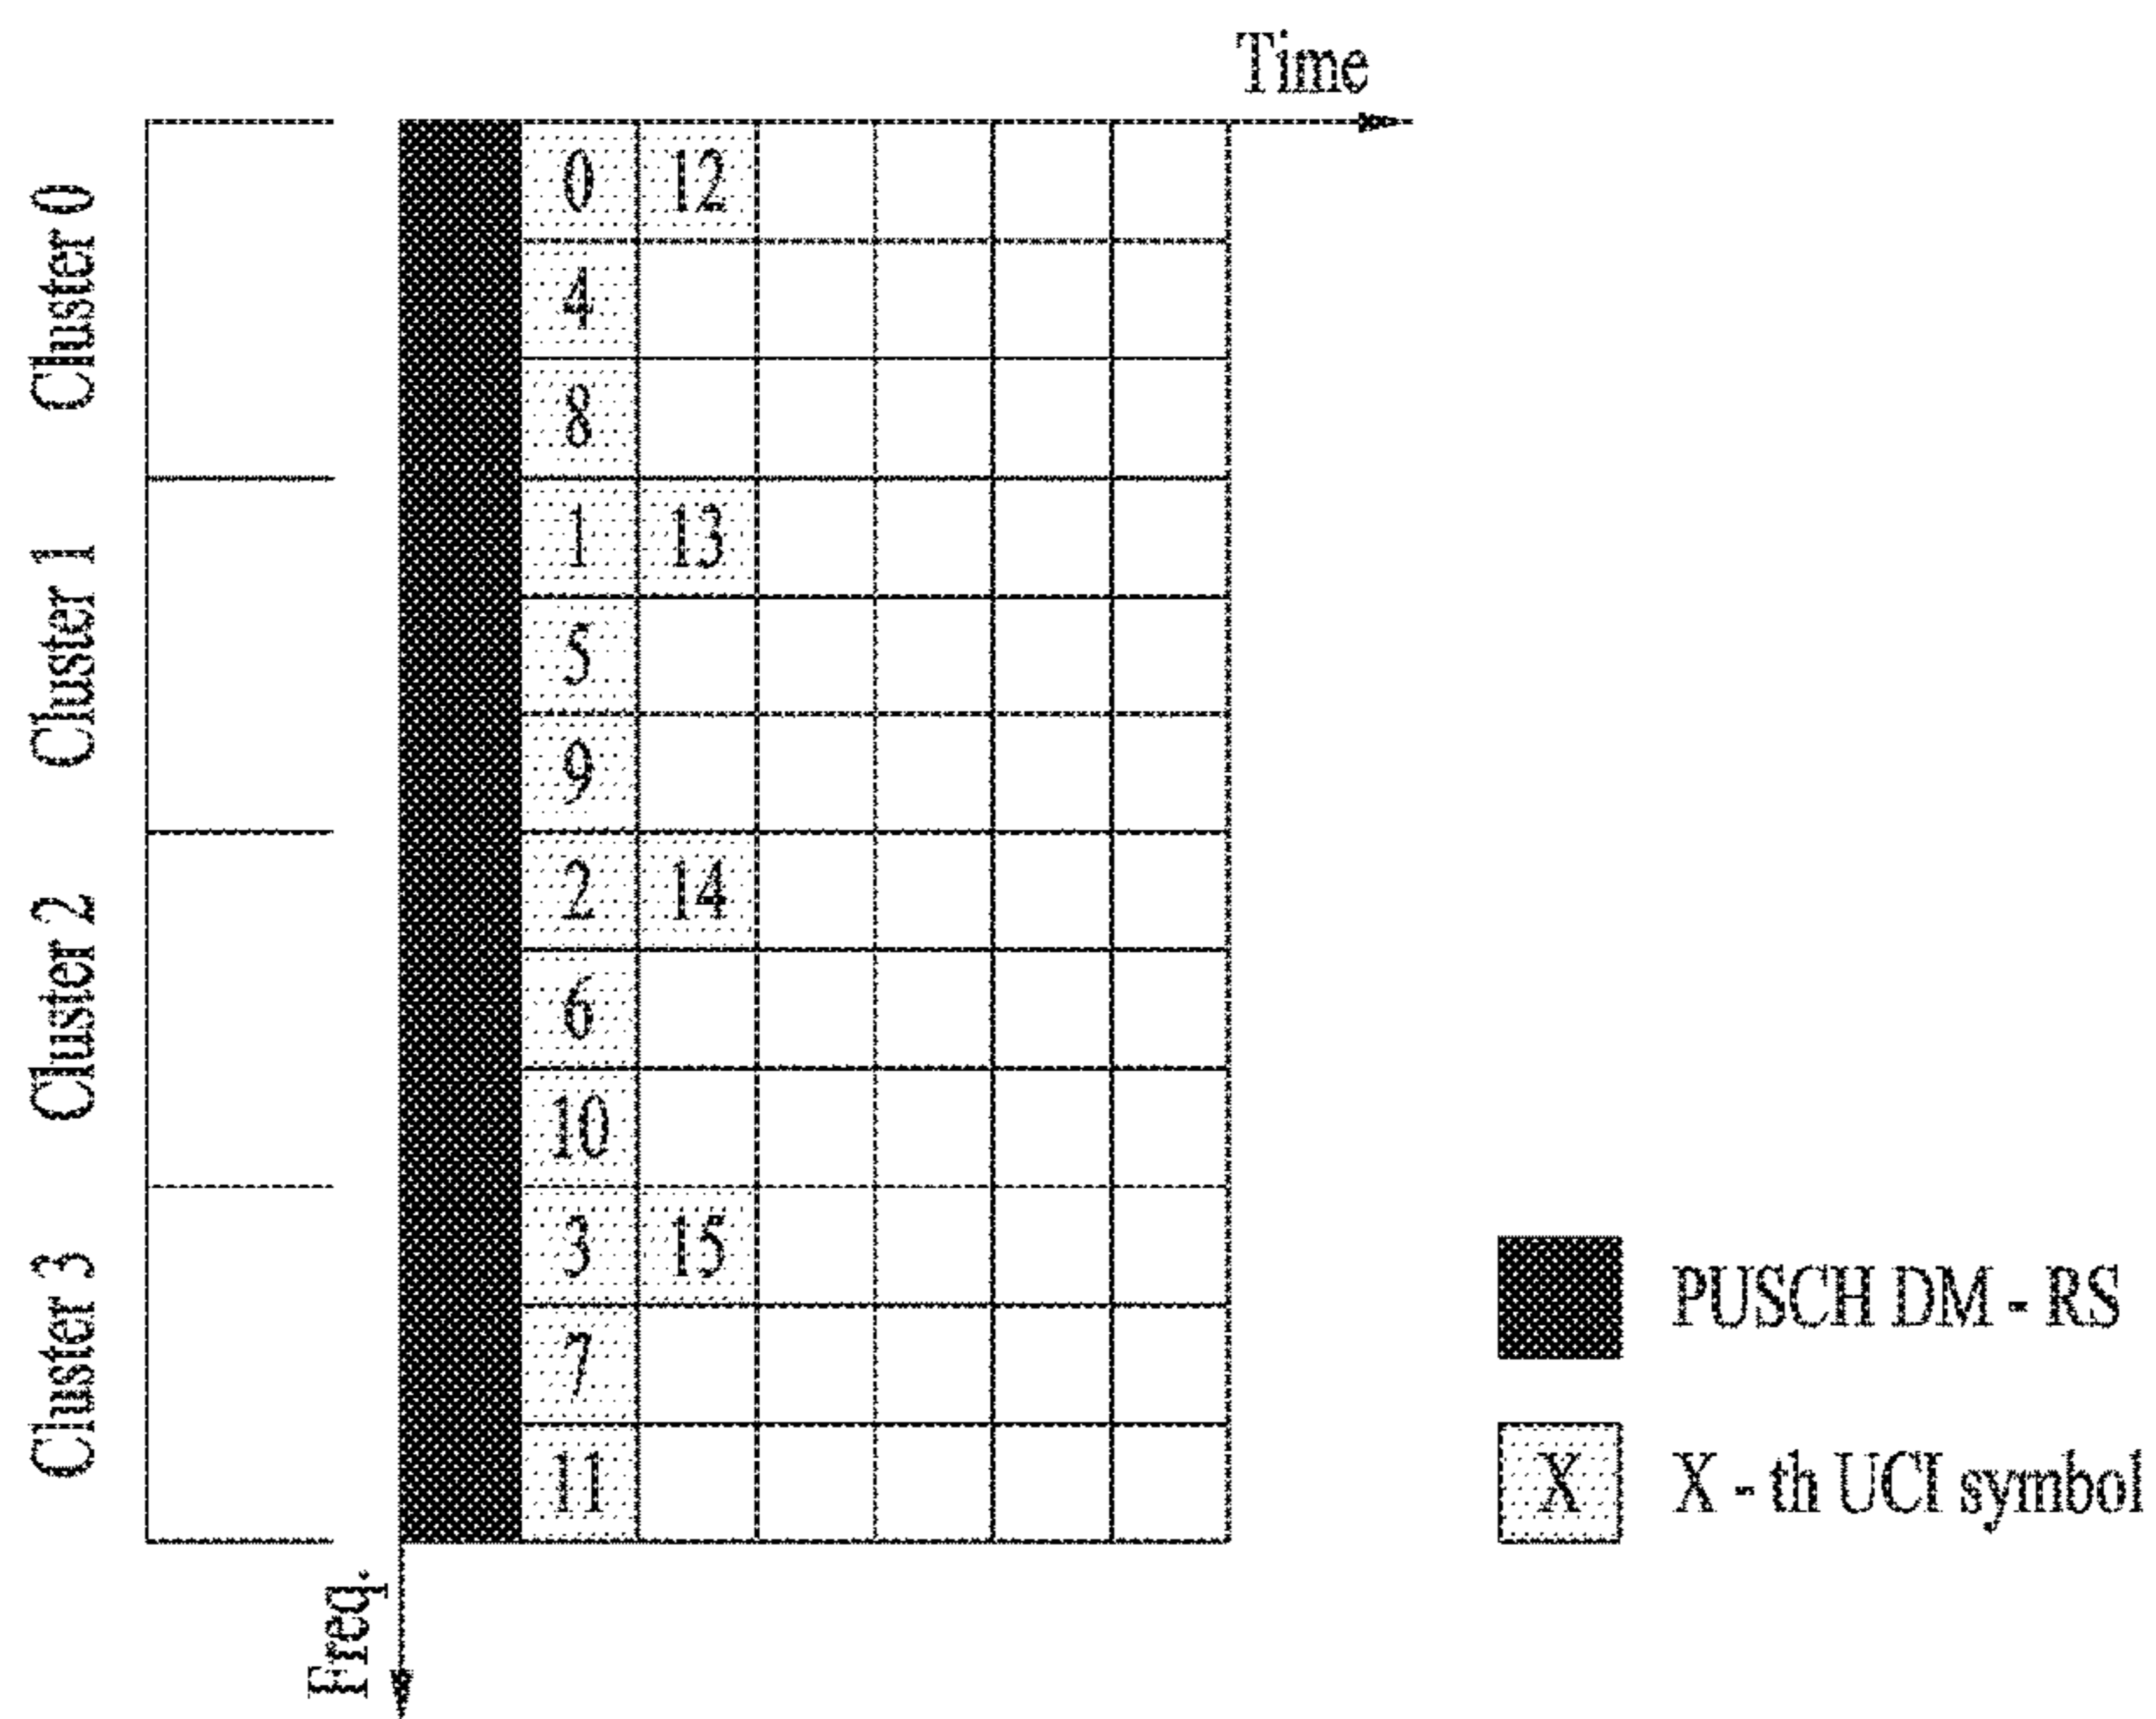 Time
Cluster 0
0 12
4
8
Cluster 1
1 13
5
9
Cluster 2
2 14
6
10
Cluster 3
3 15
7
11
Freq.
PUSCH DM - RS
X X - th UCI symbol